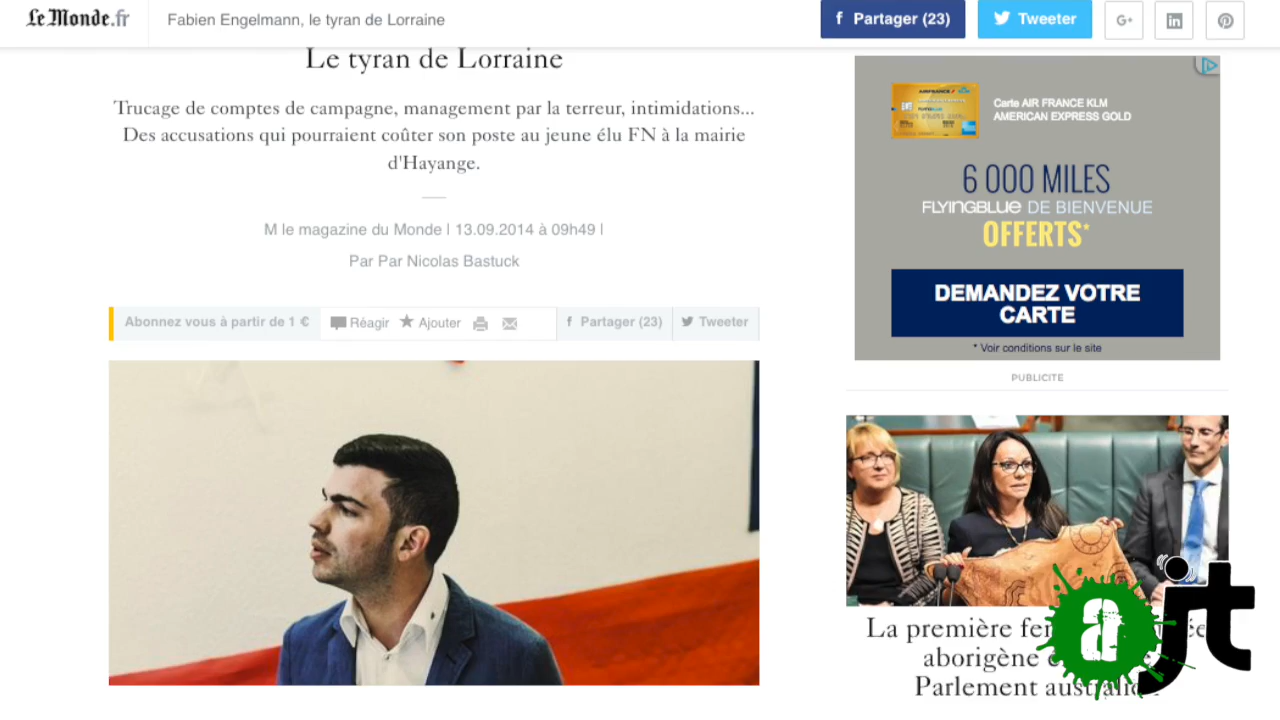 Le Monde.fr
Fabien Engelmann, le tyran de Lorraine
f Partager (23)
Tweeter
G+
in
Le tyran de Lorraine
Trucage de comptes de campagne, management par la terreur, intimidations...
Des accusations qui pourraient coûter son poste au jeune élu FN à la mairie
d'Hayange.
M le magazine du Monde | 13.09.2014 à 09h49 |
Par Par Nicolas Bastuck
Abonnez vous à partir de 1 €
Réagir
Ajouter
f Partager (23)
Tweeter
AIRFRANCE
Carte AIR FRANCE KLM
AMERICAN EXPRESS GOLD
6 000 MILES
FLYINGBLUE DE BIENVENUE
OFFERTS*
DEMANDEZ VOTRE
CARTE
* Voir conditions sur le site
PUBLICITE
La première
aborigène
Parlement
ajt